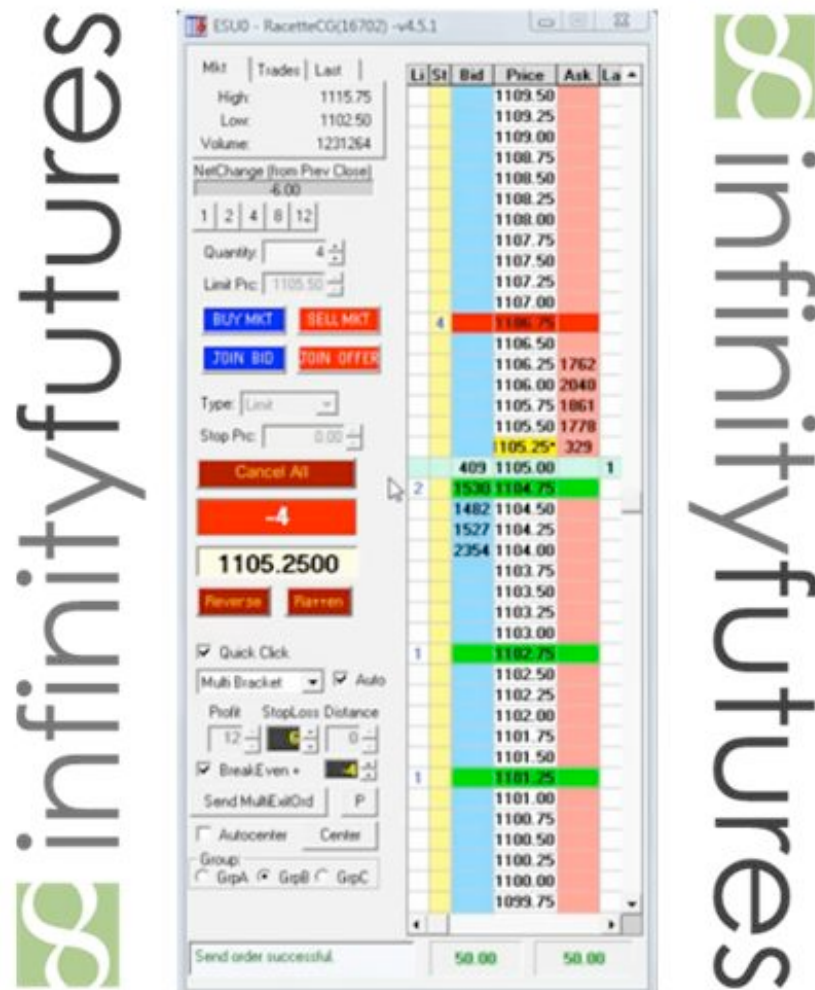 infinityfutures
ESU0 - RacetteCG(16702) -v4.5.1
Mkt Trades Last
High: 1115.75
Low: 1102.50
Volume: 1231264
NetChange (from Prev Close)
-6.00
1 2 4 8 12
Quantity: 4
Limit Prc: 1105.50
BUY MKT SELL MKT
JOIN BID JOIN OFFER
Type: Limit
Stop Prc: 0.00
Cancel All
-4
1105.2500
Reverse Flatten
Quick Click
Multi Bracket Auto
Profit StopLoss Distance
12 6 0
BreakEven + -4
Send MultiExitOrd P
Autocenter Center
Group:
GrpA GrpB GrpC
Send order successful.
Li St Bid Price Ask La
1109.50
1109.25
1109.00
1108.75
1108.50
1108.25
1108.00
1107.75
1107.50
1107.25
1107.00
4 1106.75
1106.50
1106.25 1762
1106.00 2040
1105.75 1861
1105.50 1778
1105.25* 329
409 1105.00 1
2 1530 1104.75
1482 1104.50
1527 1104.25
2354 1104.00
1103.75
1103.50
1103.25
1103.00
1 1102.75
1102.50
1102.25
1102.00
1101.75
1101.50
1 1101.25
1101.00
1100.75
1100.50
1100.25
1100.00
1099.75
50.00 50.00
infinityfutures